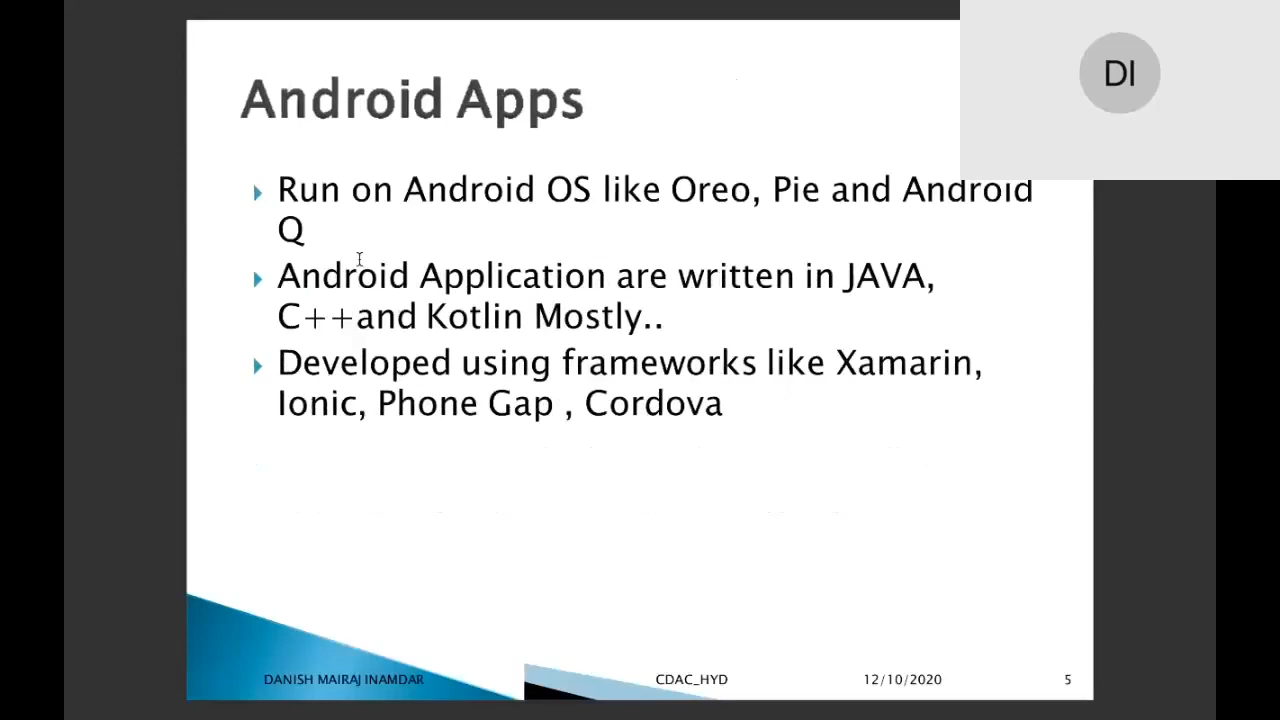 Android Apps
DI
Run on Android OS like Oreo, Pie and Android
Q
Android Application are written in JAVA,
C++and Kotlin Mostly..
Developed using frameworks like Xamarin,
Ionic, Phone Gap , Cordova
DANISH MAIRAJ INAMDAR
CDAC_HYD
12/10/2020
5